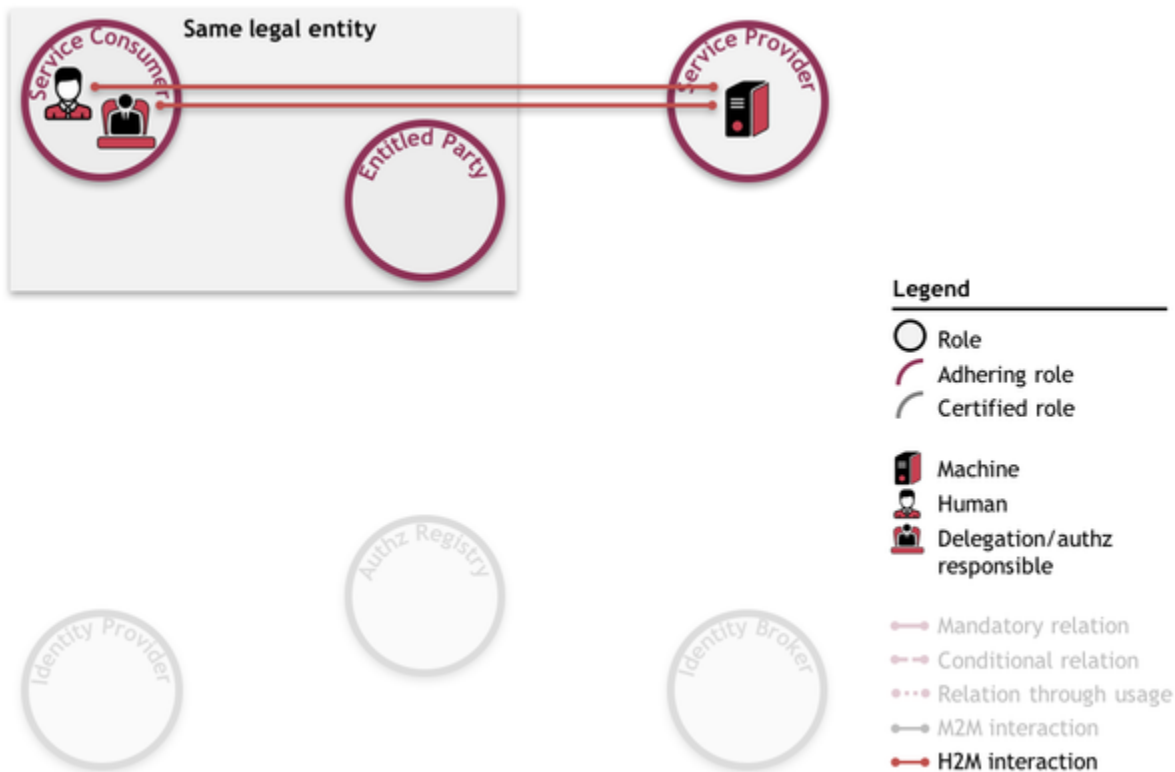 Same legal entity
Service Consumer
Service Provider
Entitled Party
Legend
Role
Adhering role
Certified role
Machine
Human
Delegation/authz
responsible
Authz Registry
Identity Provider
Identity Broker
Mandatory relation
Conditional relation
Relation through usage
M2M interaction
H2M interaction